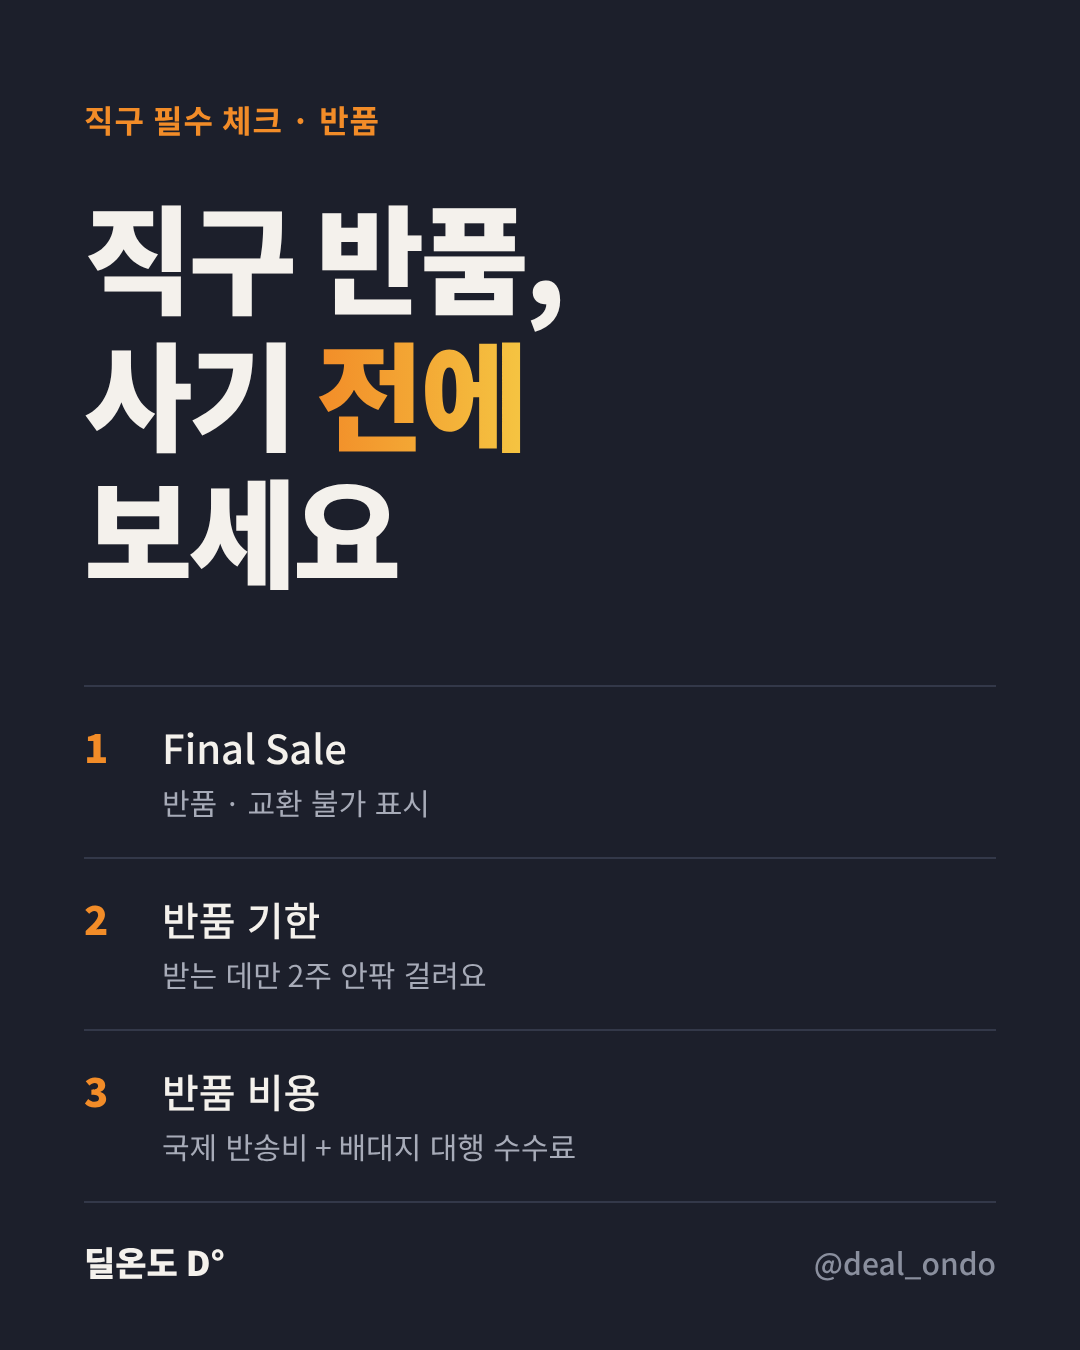 직구 필수 체크 · 반품
직구 반품,
사기 전에
보세요
1 Final Sale
반품 · 교환 불가 표시
2 반품 기한
받는 데만 2주 안팎 걸려요
3 반품 비용
국제 반송비 + 배대지 대행 수수료
딜온도 D° @deal_ondo